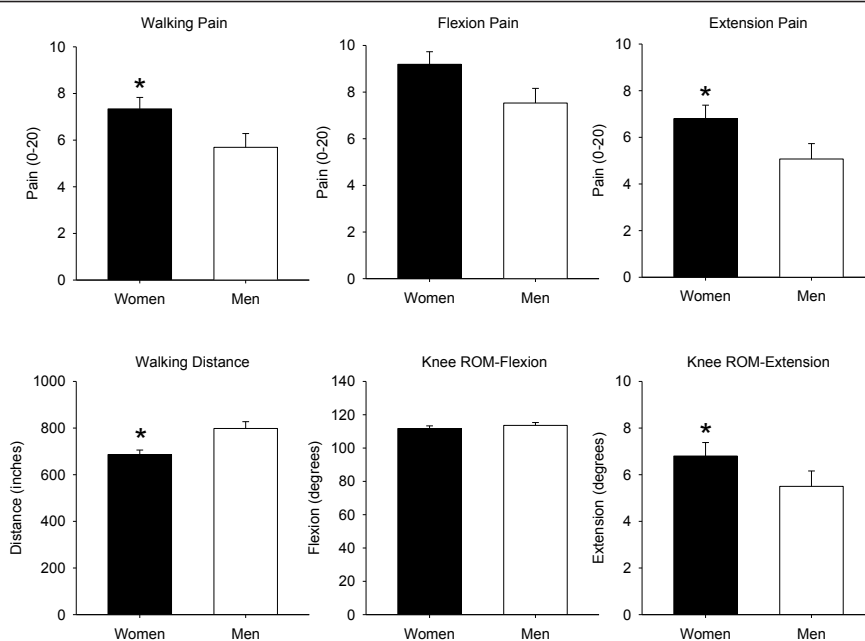 Walking Pain
Pain (0-20)
10
8
6
4
2
0
*
Women
Men
Flexion Pain
Pain (0-20)
10
8
6
4
2
0
Women
Men
Extension Pain
Pain (0-20)
10
8
6
4
2
0
*
Women
Men
Walking Distance
Distance (inches)
1000
800
600
400
200
0
*
Women
Men
Knee ROM-Flexion
Flexion (degrees)
140
120
100
80
60
40
20
0
Women
Men
Knee ROM-Extension
Extension (degrees)
10
8
6
4
2
0
*
Women
Men